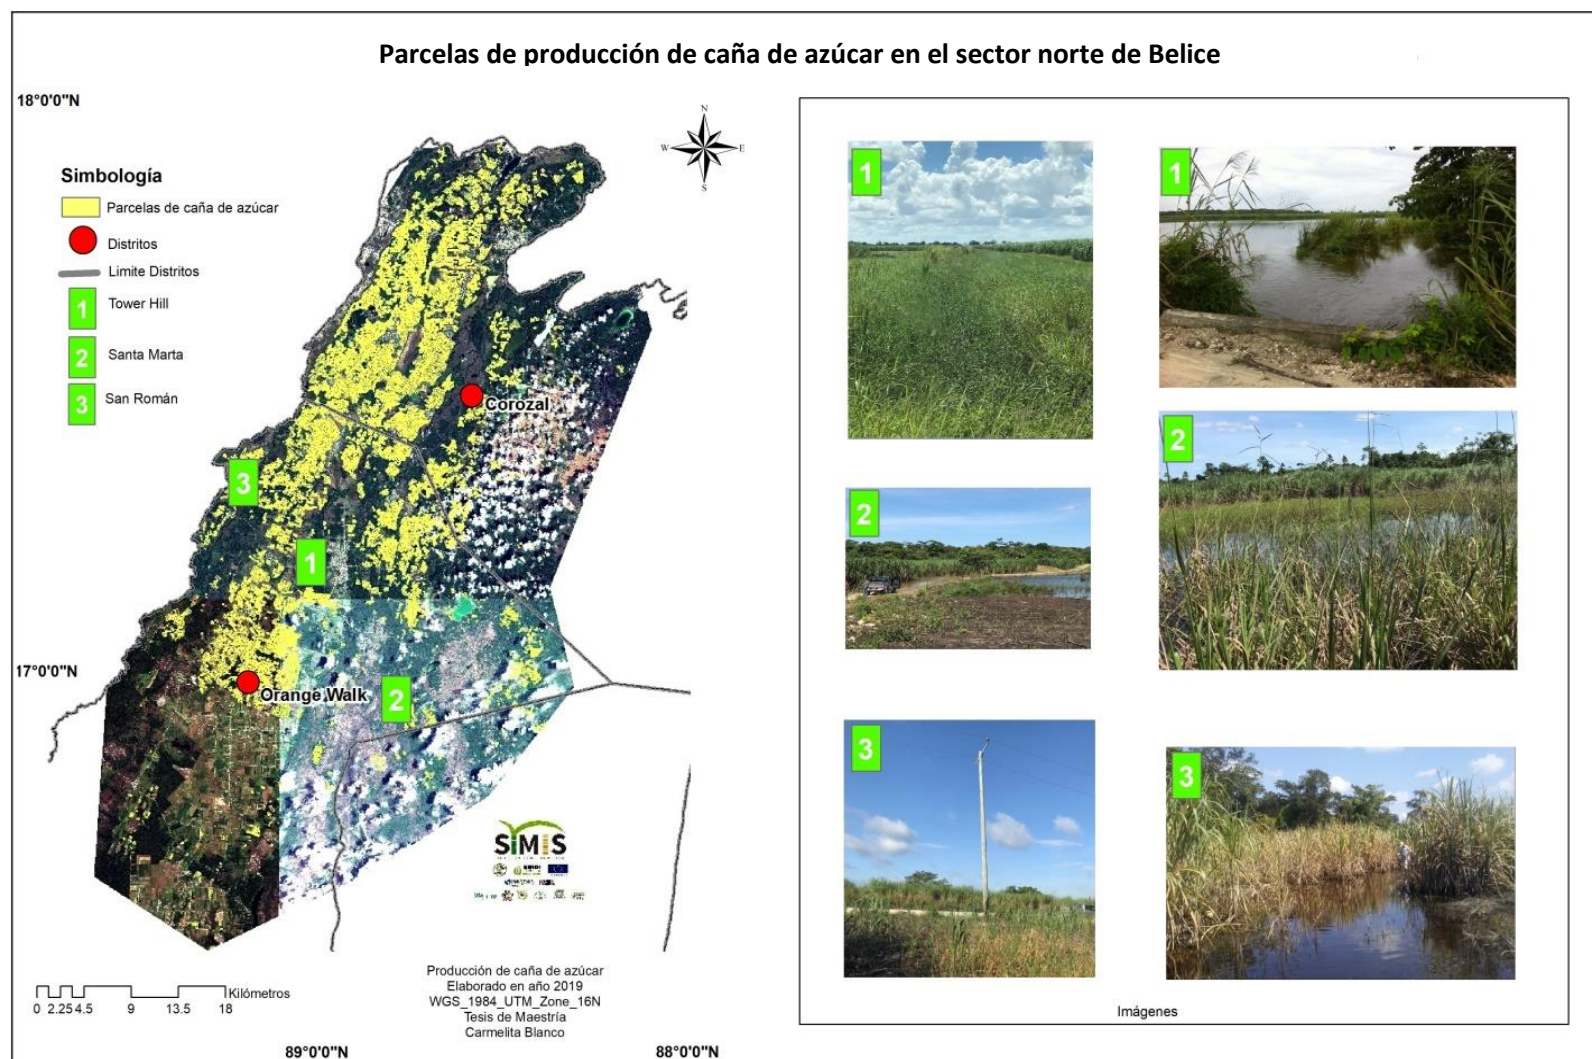 Parcelas de producción de caña de azúcar en el sector norte de Belice
18°0'0"N
N
W
E
S
Simbología
Parcelas de caña de azúcar
Distritos
Limite Distritos
1
Tower Hill
2
Santa Marta
3
San Román
Corozal
3
1
17°0'0"N
Orange Walk
2
SiMIS
Kilómetros
0 2.25 4.5 9 13.5 18
Producción de caña de azúcar
Elaborado en año 2019
WGS_1984_UTM_Zone_16N
Tesis de Maestría
Carmelita Blanco
89°0'0"N
88°0'0"N
1
1
2
2
3
3
Imágenes